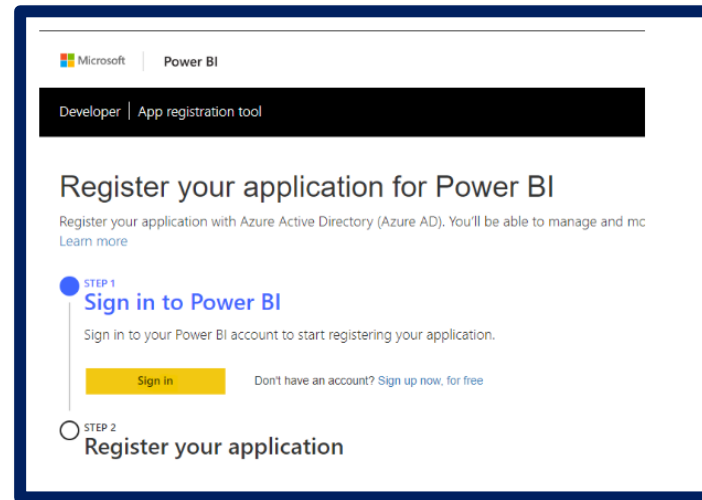 Microsoft Power BI
Developer | App registration tool
Register your application for Power BI
Register your application with Azure Active Directory (Azure AD). You'll be able to manage and mo
Learn more
STEP 1
Sign in to Power BI
Sign in to your Power BI account to start registering your application.
Sign in Don't have an account? Sign up now, for free
STEP 2
Register your application